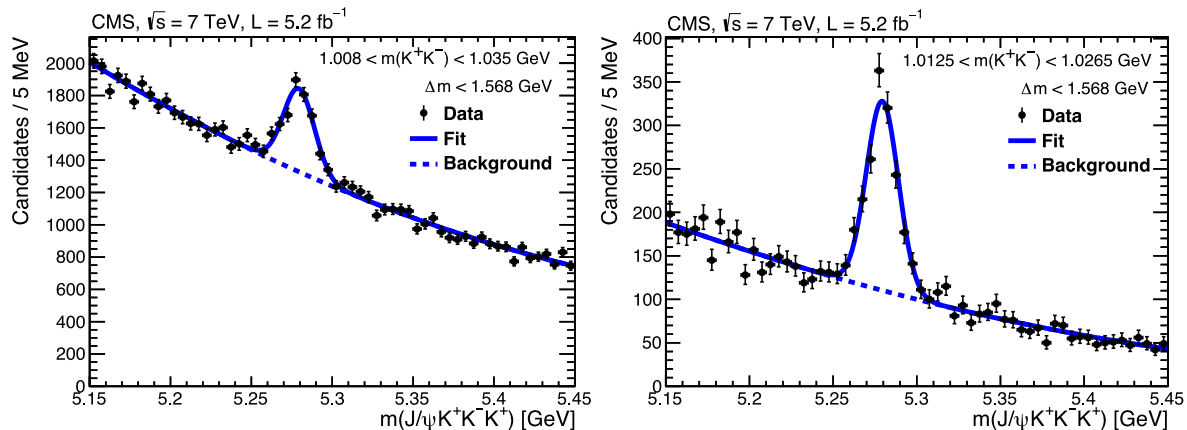 CMS, √s = 7 TeV, L = 5.2 fb⁻¹
1.008 < m(K⁺K⁻) < 1.035 GeV
Δm < 1.568 GeV
Data
Fit
Background
Candidates / 5 MeV
2000
1800
1600
1400
1200
1000
800
600
400
200
0
5.15 5.2 5.25 5.3 5.35 5.4 5.45
m(J/ψK⁺K⁻K⁺) [GeV]
CMS, √s = 7 TeV, L = 5.2 fb⁻¹
1.0125 < m(K⁺K⁻) < 1.0265 GeV
Δm < 1.568 GeV
Data
Fit
Background
Candidates / 5 MeV
400
350
300
250
200
150
100
50
0
5.15 5.2 5.25 5.3 5.35 5.4 5.45
m(J/ψK⁺K⁻K⁺) [GeV]